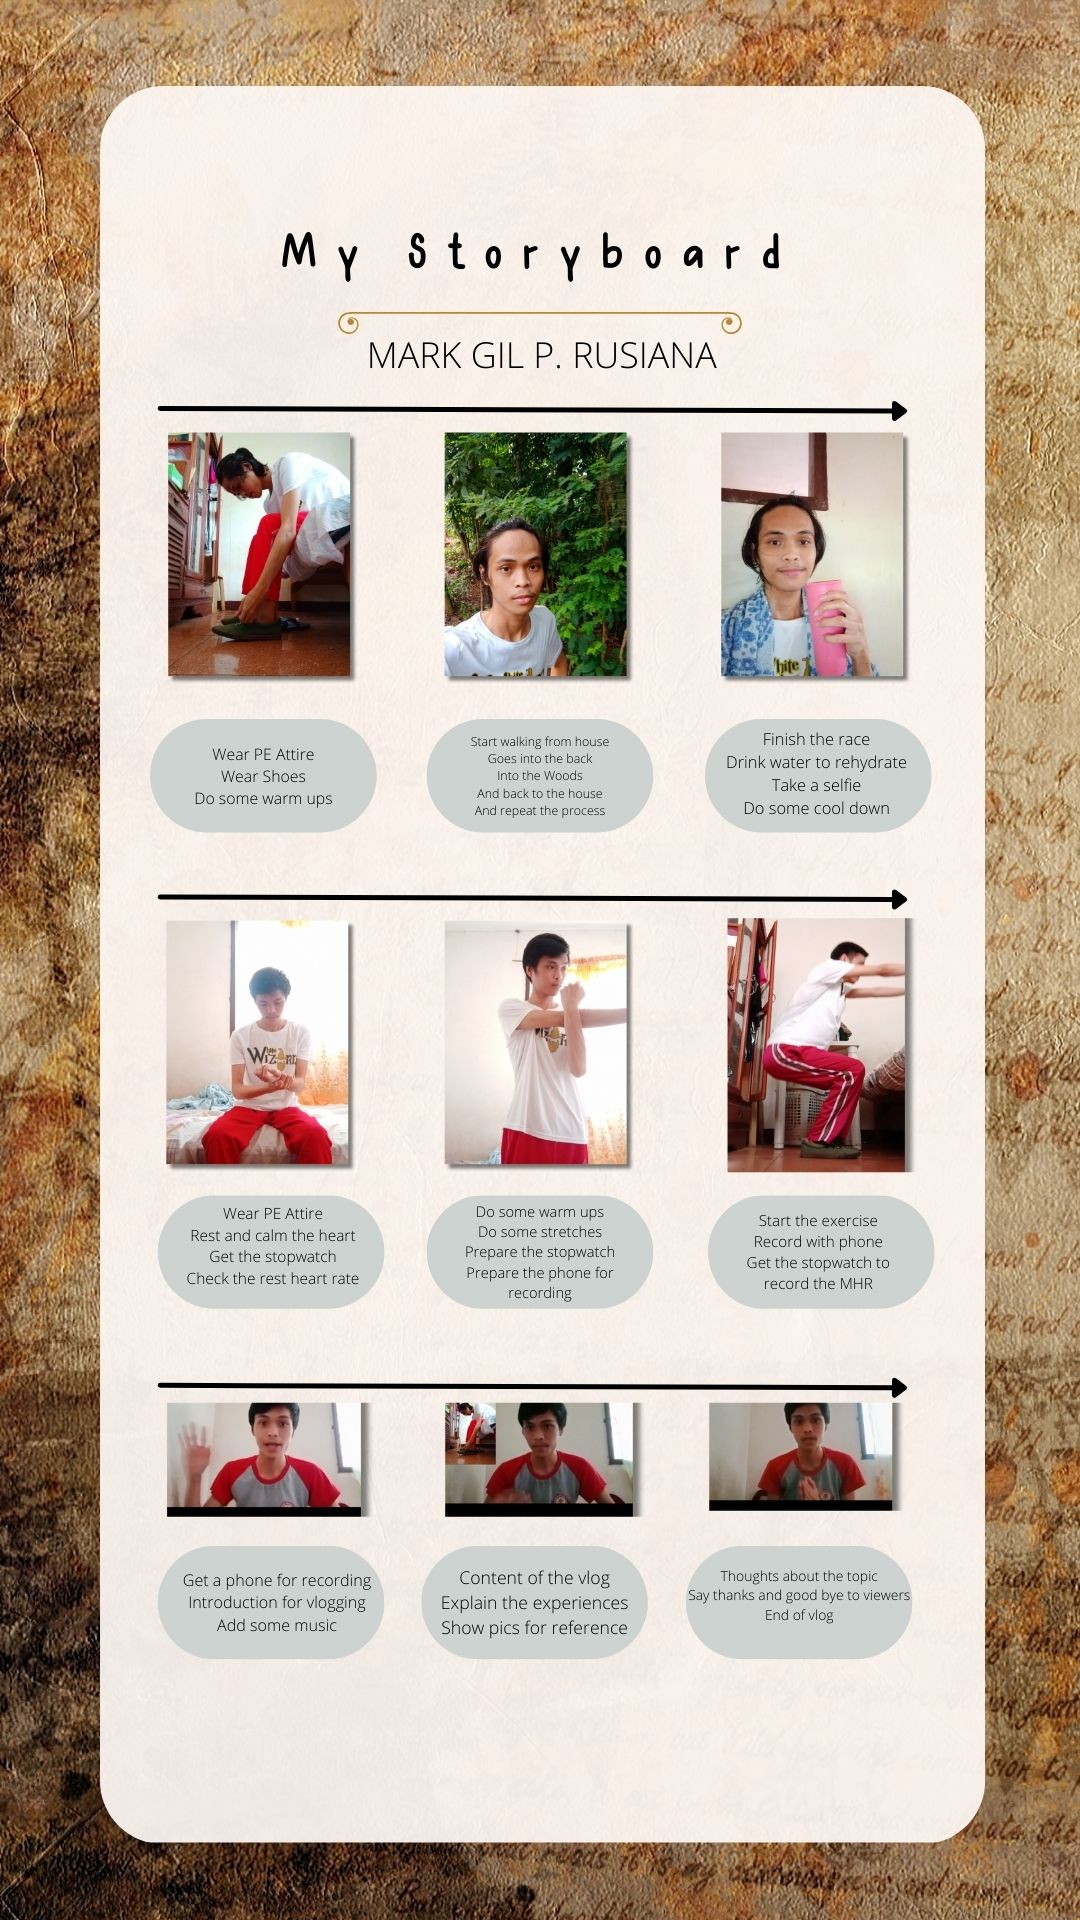 My Storyboard
MARK GIL P. RUSIANA
Wear PE Attire
Wear Shoes
Do some warm ups
Start walking from house
Goes into the back
Into the Woods
And back to the house
And repeat the process
Finish the race
Drink water to rehydrate
Take a selfie
Do some cool down
Wear PE Attire
Rest and calm the heart
Get the stopwatch
Check the rest heart rate
Do some warm ups
Do some stretches
Prepare the stopwatch
Prepare the phone for
recording
Start the exercise
Record with phone
Get the stopwatch to
record the MHR
Get a phone for recording
Introduction for vlogging
Add some music
Content of the vlog
Explain the experiences
Show pics for reference
Thoughts about the topic
Say thanks and good bye to viewers
End of vlog